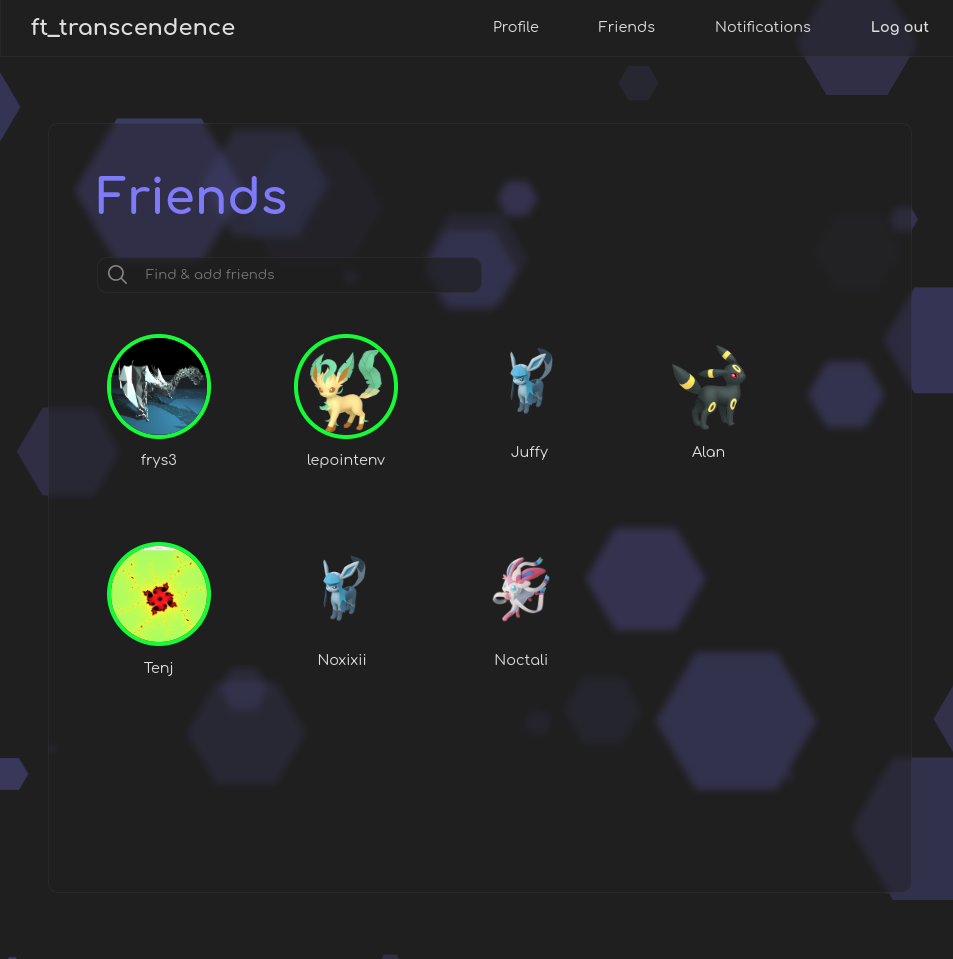 ft_transcendence Profile Friends Notifications Log out
Friends
Find & add friends
frys3 lepointenv Juffy Alan
Tenj Noxixii Noctali